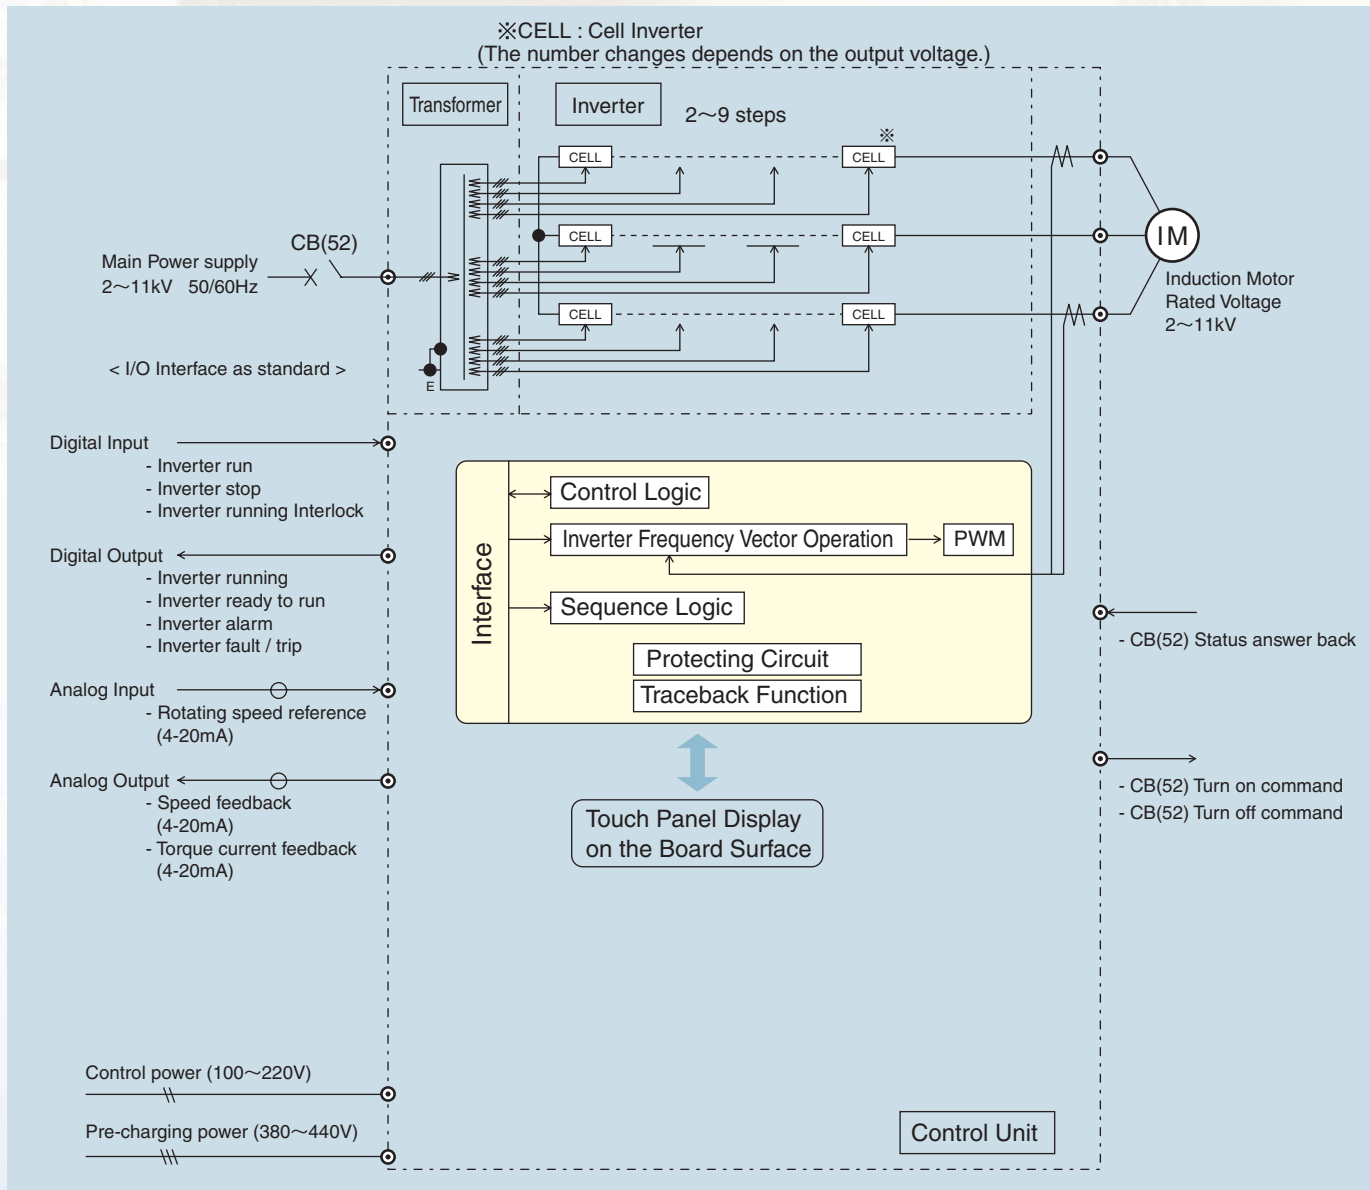 ※CELL : Cell Inverter
(The number changes depends on the output voltage.)
Transformer
Inverter
2～9 steps
※
CELL
CELL
CB(52)
CELL
CELL
IM
Main Power supply
2～11kV 50/60Hz
Induction Motor
Rated Voltage
2～11kV
CELL
CELL
< I/O Interface as standard >
E
Digital Input
- Inverter run
- Inverter stop
- Inverter running Interlock
Digital Output
- Inverter running
- Inverter ready to run
- Inverter alarm
- Inverter fault / trip
Analog Input
- Rotating speed reference
(4-20mA)
Analog Output
- Speed feedback
(4-20mA)
- Torque current feedback
(4-20mA)
Interface
Control Logic
Inverter Frequency Vector Operation
PWM
Sequence Logic
Protecting Circuit
Traceback Function
- CB(52) Status answer back
- CB(52) Turn on command
- CB(52) Turn off command
Touch Panel Display
on the Board Surface
Control power (100～220V)
Pre-charging power (380～440V)
Control Unit